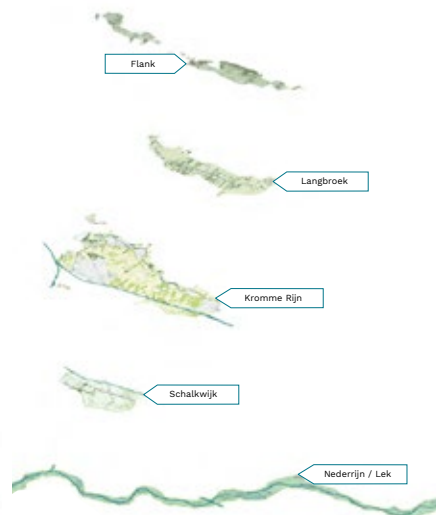 Flank
Langbroek
Kromme Rijn
Schalkwijk
Nederrijn / Lek